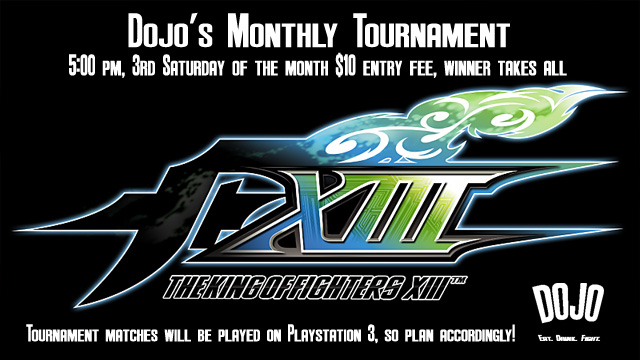 Dojo's Monthly Tournament
5:00 pm, 3rd Saturday of the month $10 entry fee, winner takes all
XIII
THE KING OF FIGHTERS XIII™
DOJO
Eat. Drink. Fight.
Tournament matches will be played on Playstation 3, so plan accordingly!